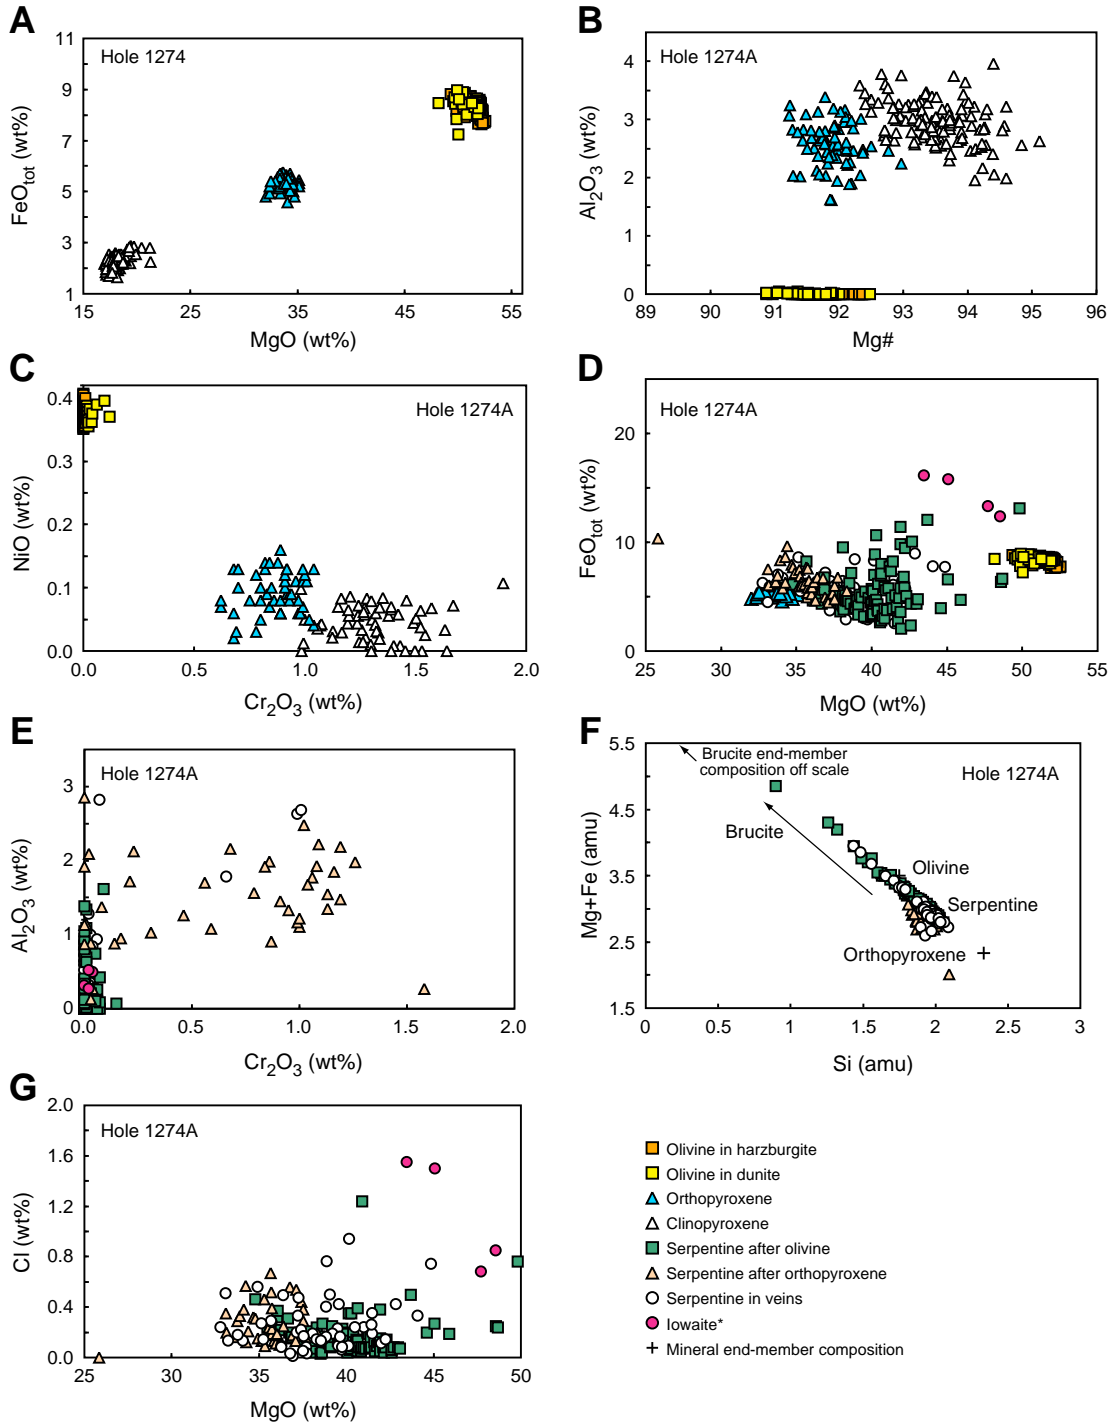 A
Hole 1274
11
9
7
5
3
1
FeOtot (wt%)
15
25
35
45
55
MgO (wt%)
B
Hole 1274A
4
3
2
1
0
Al2O3 (wt%)
89
90
91
92
93
94
95
96
Mg#
C
Hole 1274A
0.4
0.3
0.2
0.1
0.0
NiO (wt%)
0.0
0.5
1.0
1.5
2.0
Cr2O3 (wt%)
D
Hole 1274A
20
10
0
FeOtot (wt%)
25
30
35
40
45
50
55
MgO (wt%)
E
Hole 1274A
3
2
1
0
Al2O3 (wt%)
0.0
0.5
1.0
1.5
2.0
Cr2O3 (wt%)
F
5.5
4.5
3.5
2.5
1.5
Mg+Fe (amu)
Brucite end-member
composition off scale
Hole 1274A
Brucite
Olivine
Serpentine
Orthopyroxene
0
0.5
1
1.5
2
2.5
3
Si (amu)
G
Hole 1274A
2.0
1.6
1.2
0.8
0.4
0.0
Cl (wt%)
25
30
35
40
45
50
MgO (wt%)
Olivine in harzburgite
Olivine in dunite
Orthopyroxene
Clinopyroxene
Serpentine after olivine
Serpentine after orthopyroxene
Serpentine in veins
Iowaite*
Mineral end-member composition